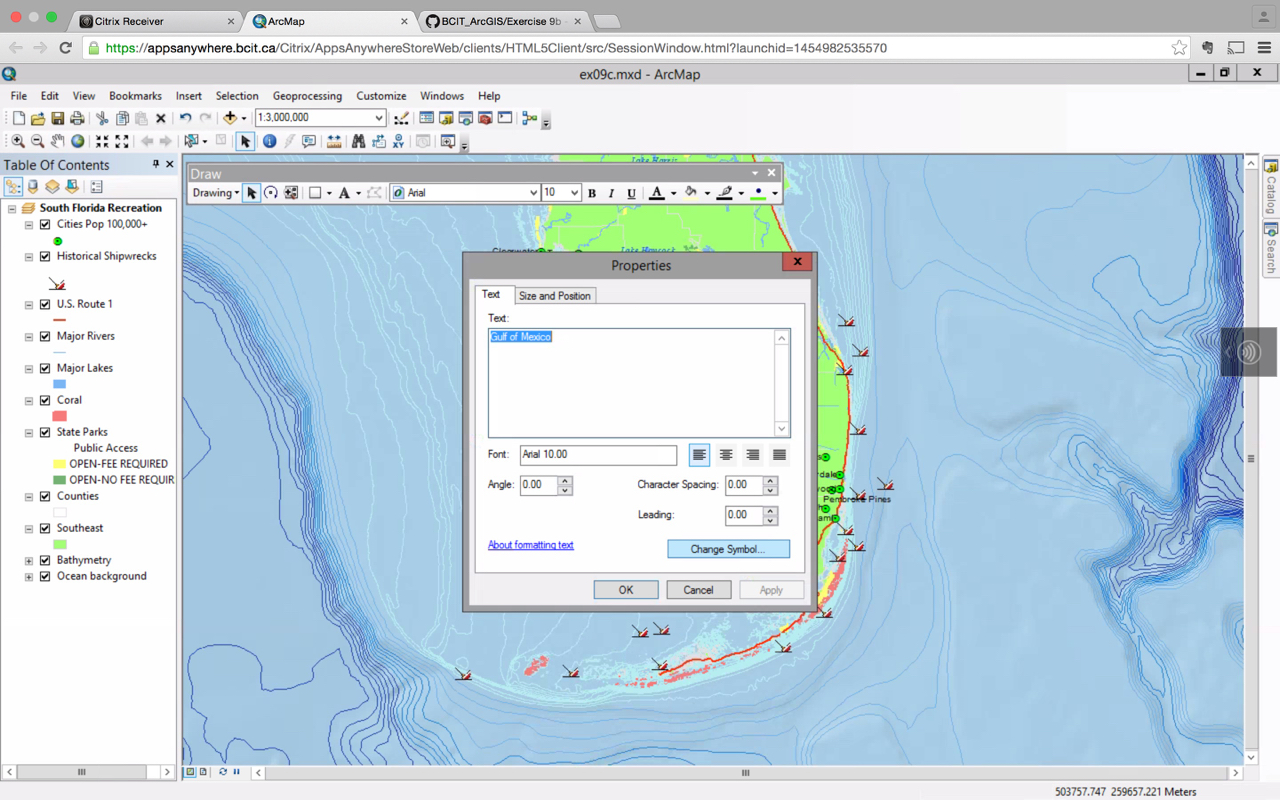 Citrix Receiver
ArcMap
BCIT_ArcGIS/Exercise 9b -
https://appsanywhere.bcit.ca/Citrix/AppsAnywhereStoreWeb/clients/HTML5Client/src/SessionWindow.html?launchid=1454982535570
ex09c.mxd - ArcMap
File Edit View Bookmarks Insert Selection Geoprocessing Customize Windows Help
1:3,000,000
Table Of Contents
Draw
Drawing
A
Arial
10
B I U A
South Florida Recreation
Cities Pop 100,000+
Historical Shipwrecks
U.S. Route 1
Major Rivers
Major Lakes
Coral
State Parks
Public Access
OPEN-FEE REQUIRED
OPEN-NO FEE REQUIR
Counties
Southeast
Bathymetry
Ocean background
Lake Harris
Lake Hancock
Pembroke Pines
Properties
Text
Size and Position
Text:
Gulf of Mexico
Font:
Arial 10.00
Angle:
0.00
Character Spacing:
0.00
Leading:
0.00
About formatting text
Change Symbol...
OK
Cancel
Apply
Catalog
Search
503757.747 259657.221 Meters